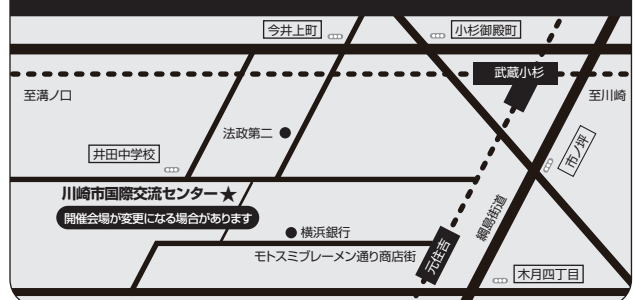 今井上町
小杉御殿町
武蔵小杉
至溝ノ口
至川崎
法政第二
井田中学校
市ノ坪
川崎市国際交流センター★
開催会場が変更になる場合があります
綱島街道
横浜銀行
モトスミブレーメン通り商店街
元住吉
木月四丁目